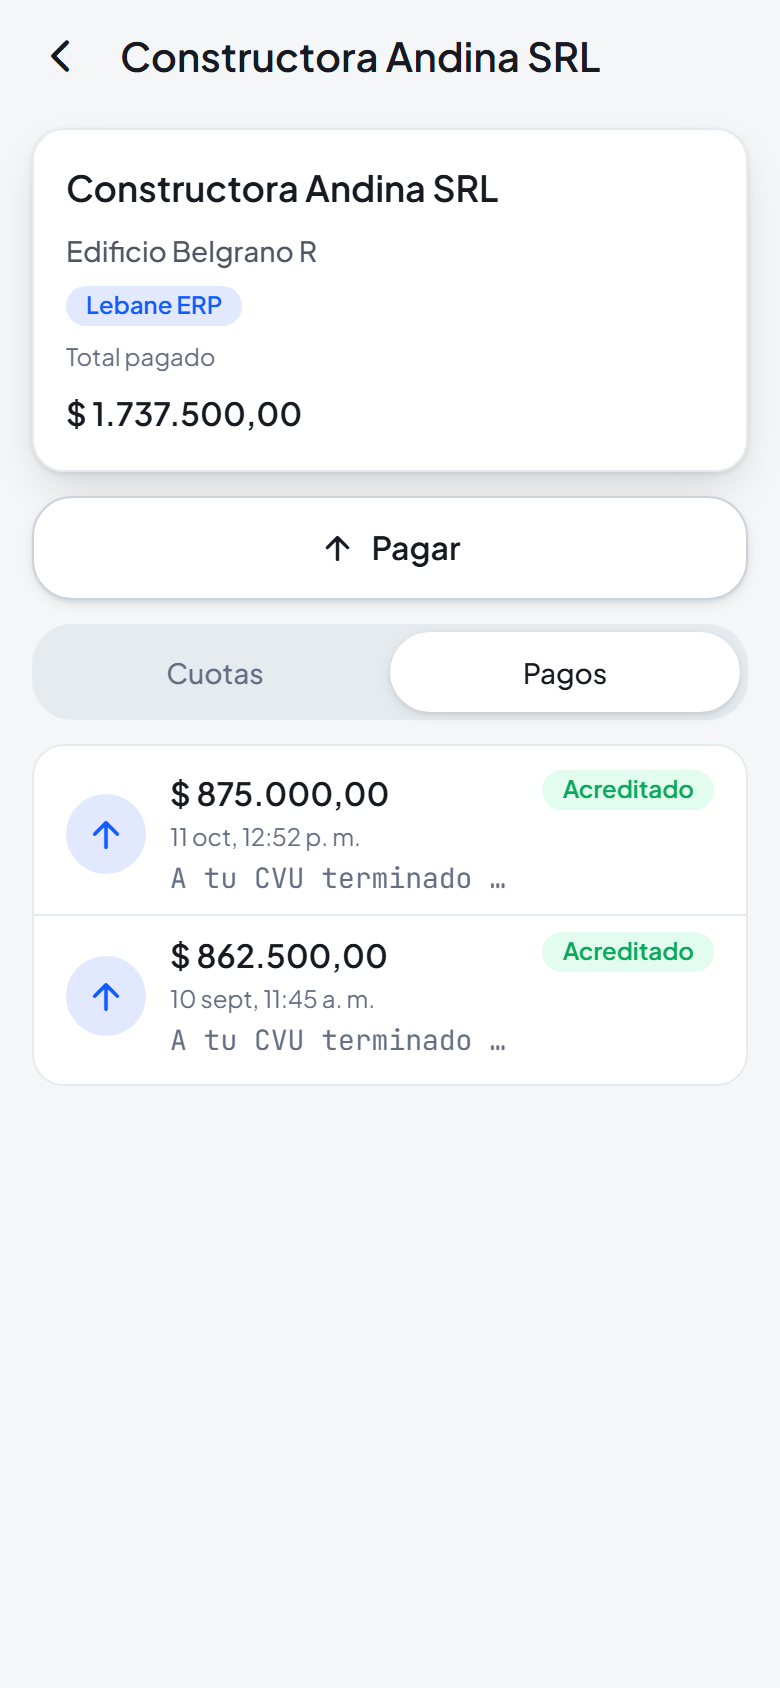 Constructora Andina SRL
Constructora Andina SRL
Edificio Belgrano R
Lebane ERP
Total pagado
$ 1.737.500,00
Pagar
Cuotas
Pagos
$ 875.000,00
Acreditado
11 oct, 12:52 p. m.
A tu CVU terminado …
$ 862.500,00
Acreditado
10 sept, 11:45 a. m.
A tu CVU terminado …